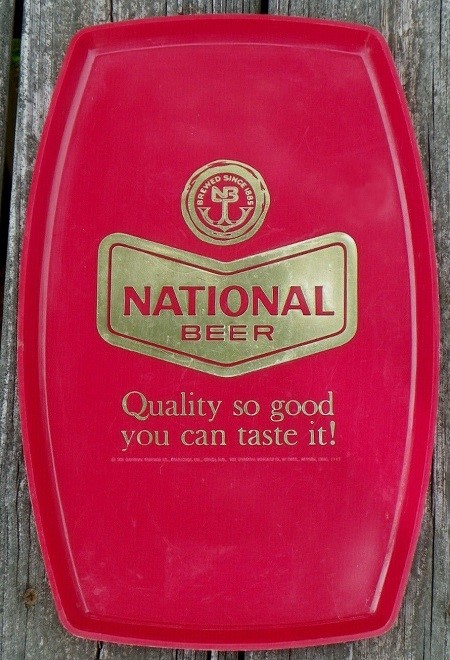 BREWED SINCE 1885
NB
NATIONAL
BEER
Quality so good
you can taste it!